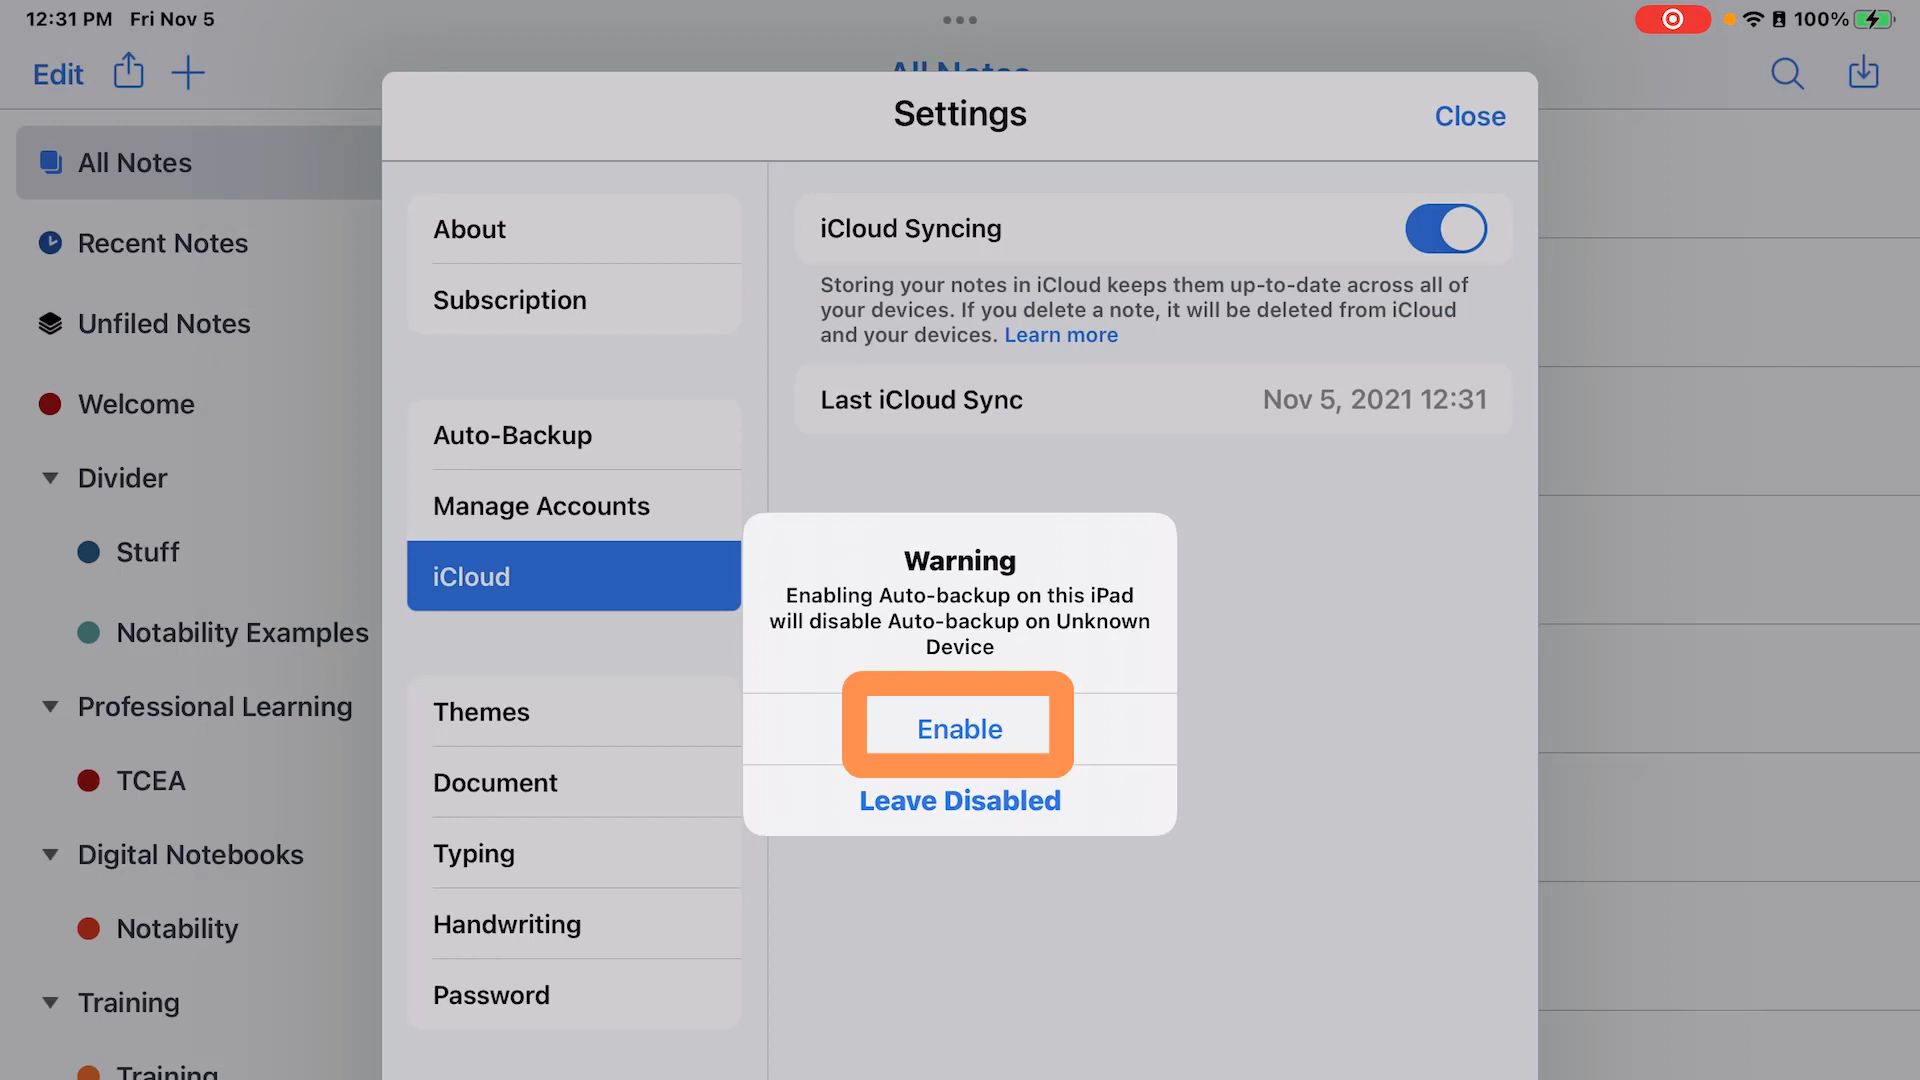 12:31 PM Fri Nov 5
100%
Edit
All Notes
Settings
Close
All Notes
Recent Notes
Unfiled Notes
Welcome
Divider
Stuff
Notability Examples
Professional Learning
TCEA
Digital Notebooks
Notability
Training
Training
About
Subscription
Auto-Backup
Manage Accounts
iCloud
Themes
Document
Typing
Handwriting
Password
iCloud Syncing
Storing your notes in iCloud keeps them up-to-date across all of
your devices. If you delete a note, it will be deleted from iCloud
and your devices. Learn more
Last iCloud Sync Nov 5, 2021 12:31
Warning
Enabling Auto-backup on this iPad
will disable Auto-backup on Unknown
Device
Enable
Leave Disabled